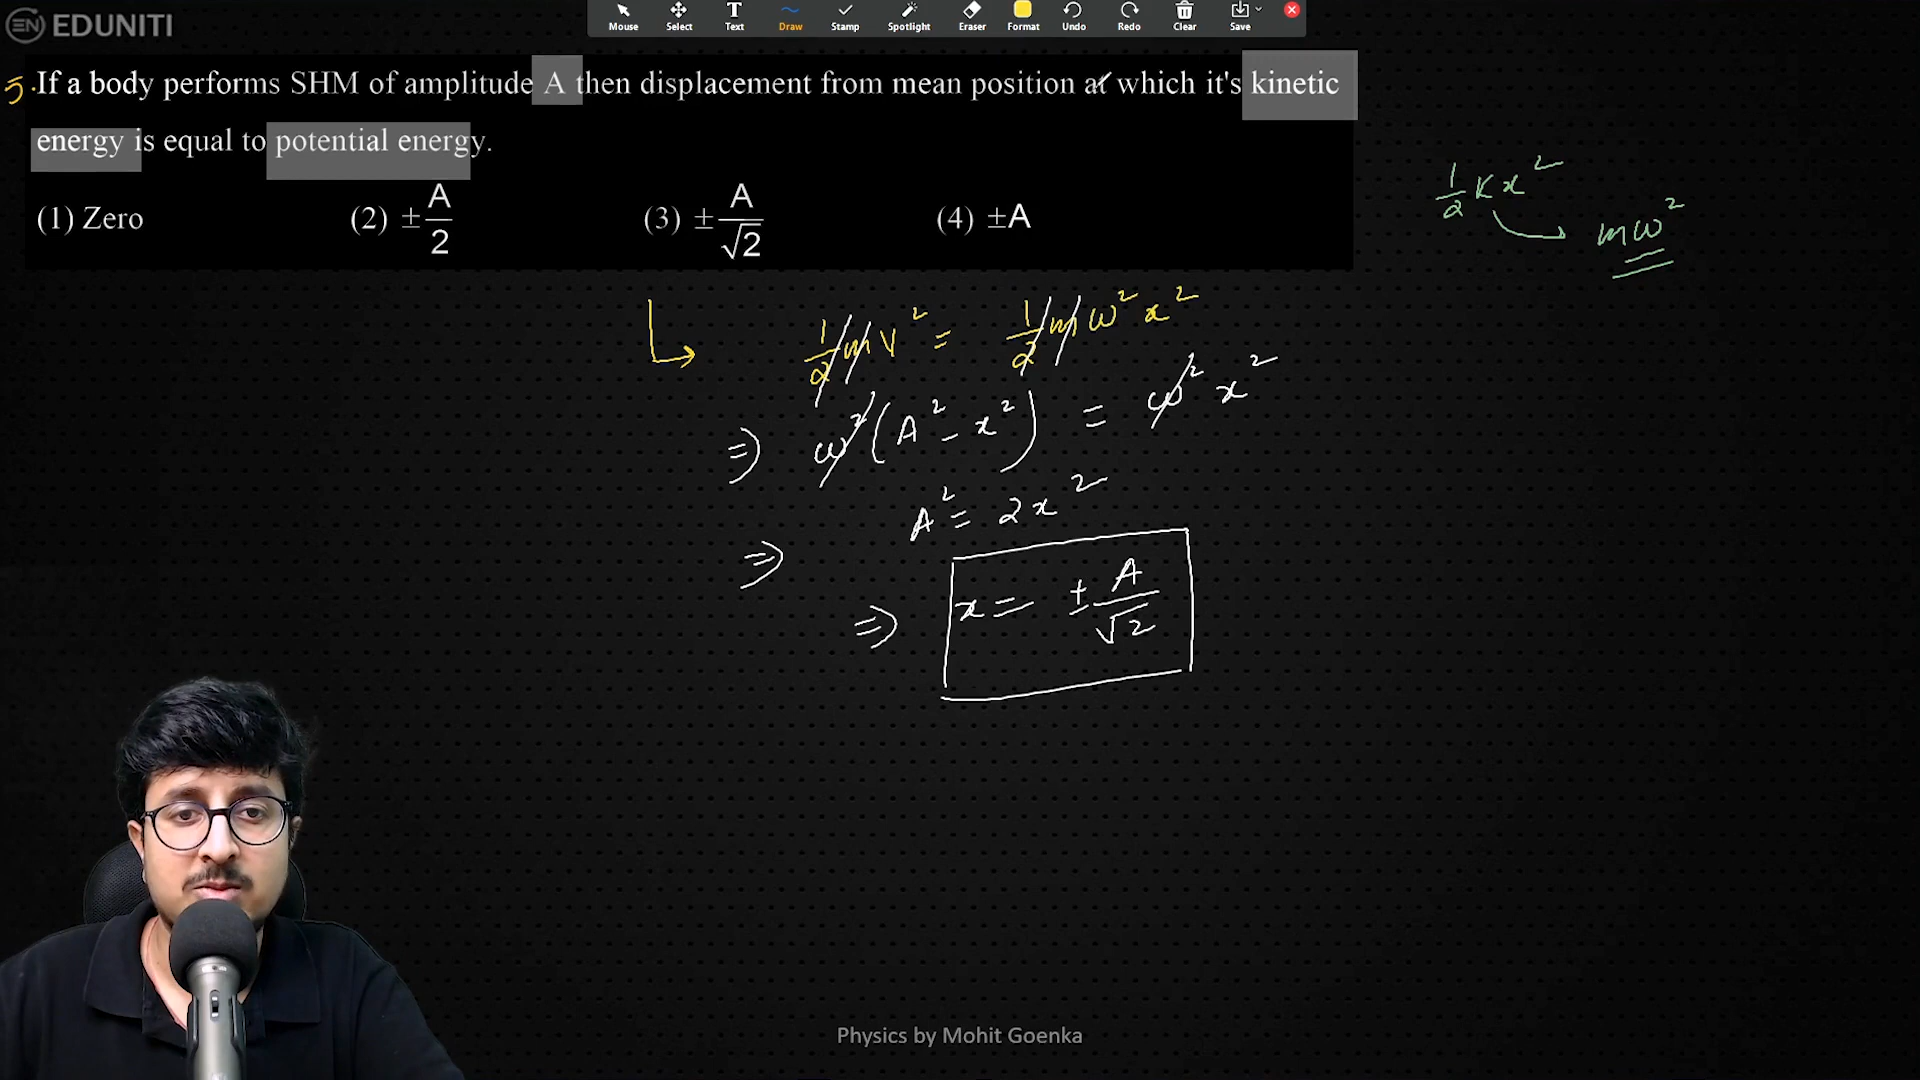 EN EDUNITI
Mouse Select Text Draw Stamp Spotlight Eraser Format Undo Redo Clear Save
5. If a body performs SHM of amplitude A then displacement from mean position at which it's kinetic
energy is equal to potential energy.
(1) Zero (2) ±A/2 (3) ±A/√2 (4) ±A
1/2 Kx²
mω²
1/2 mv² = 1/2 mω²x²
⇒ ω²(A² - x²) = ω²x²
⇒ A² = 2x²
⇒ x = ±A/√2
Physics by Mohit Goenka